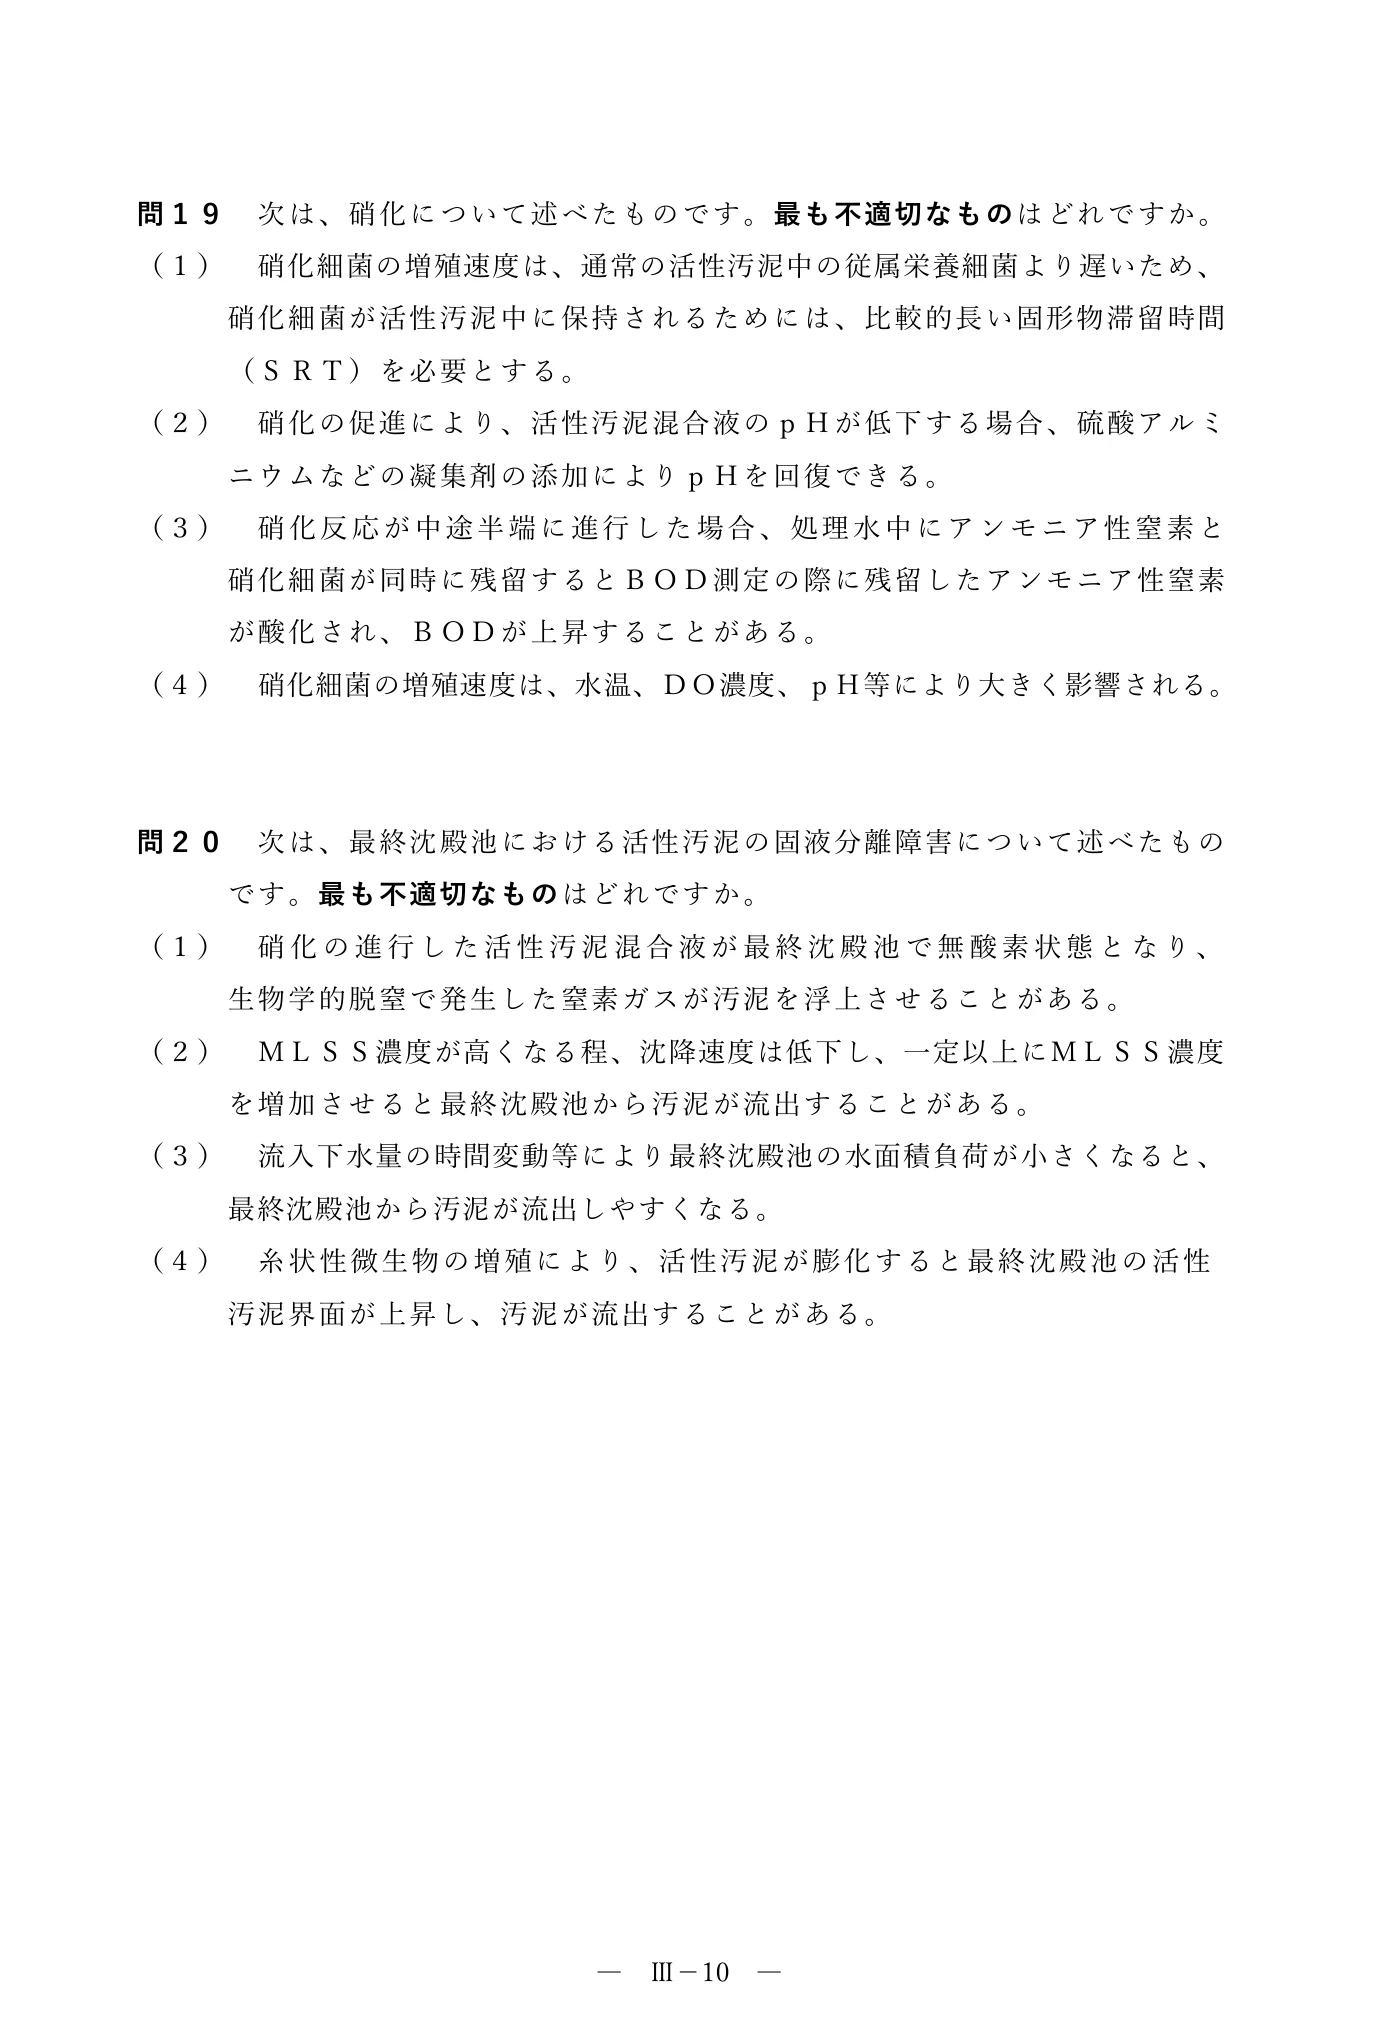 問１９　次は、硝化について述べたものです。最も不適切なものはどれですか。
（１）　硝化細菌の増殖速度は、通常の活性汚泥中の従属栄養細菌より遅いため、
硝化細菌が活性汚泥中に保持されるためには、比較的長い固形物滞留時間
（ＳＲＴ）を必要とする。
（２）　硝化の促進により、活性汚泥混合液のｐＨが低下する場合、硫酸アルミ
ニウムなどの凝集剤の添加によりｐＨを回復できる。
（３）　硝化反応が中途半端に進行した場合、処理水中にアンモニア性窒素と
硝化細菌が同時に残留するとＢＯＤ測定の際に残留したアンモニア性窒素
が酸化され、ＢＯＤが上昇することがある。
（４）　硝化細菌の増殖速度は、水温、ＤＯ濃度、ｐＨ等により大きく影響される。
問２０　次は、最終沈殿池における活性汚泥の固液分離障害について述べたもの
です。最も不適切なものはどれですか。
（１）　硝化の進行した活性汚泥混合液が最終沈殿池で無酸素状態となり、
生物学的脱窒で発生した窒素ガスが汚泥を浮上させることがある。
（２）　ＭＬＳＳ濃度が高くなる程、沈降速度は低下し、一定以上にＭＬＳＳ濃度
を増加させると最終沈殿池から汚泥が流出することがある。
（３）　流入下水量の時間変動等により最終沈殿池の水面積負荷が小さくなると、
最終沈殿池から汚泥が流出しやすくなる。
（４）　糸状性微生物の増殖により、活性汚泥が膨化すると最終沈殿池の活性
汚泥界面が上昇し、汚泥が流出することがある。
―　Ⅲ－10　―